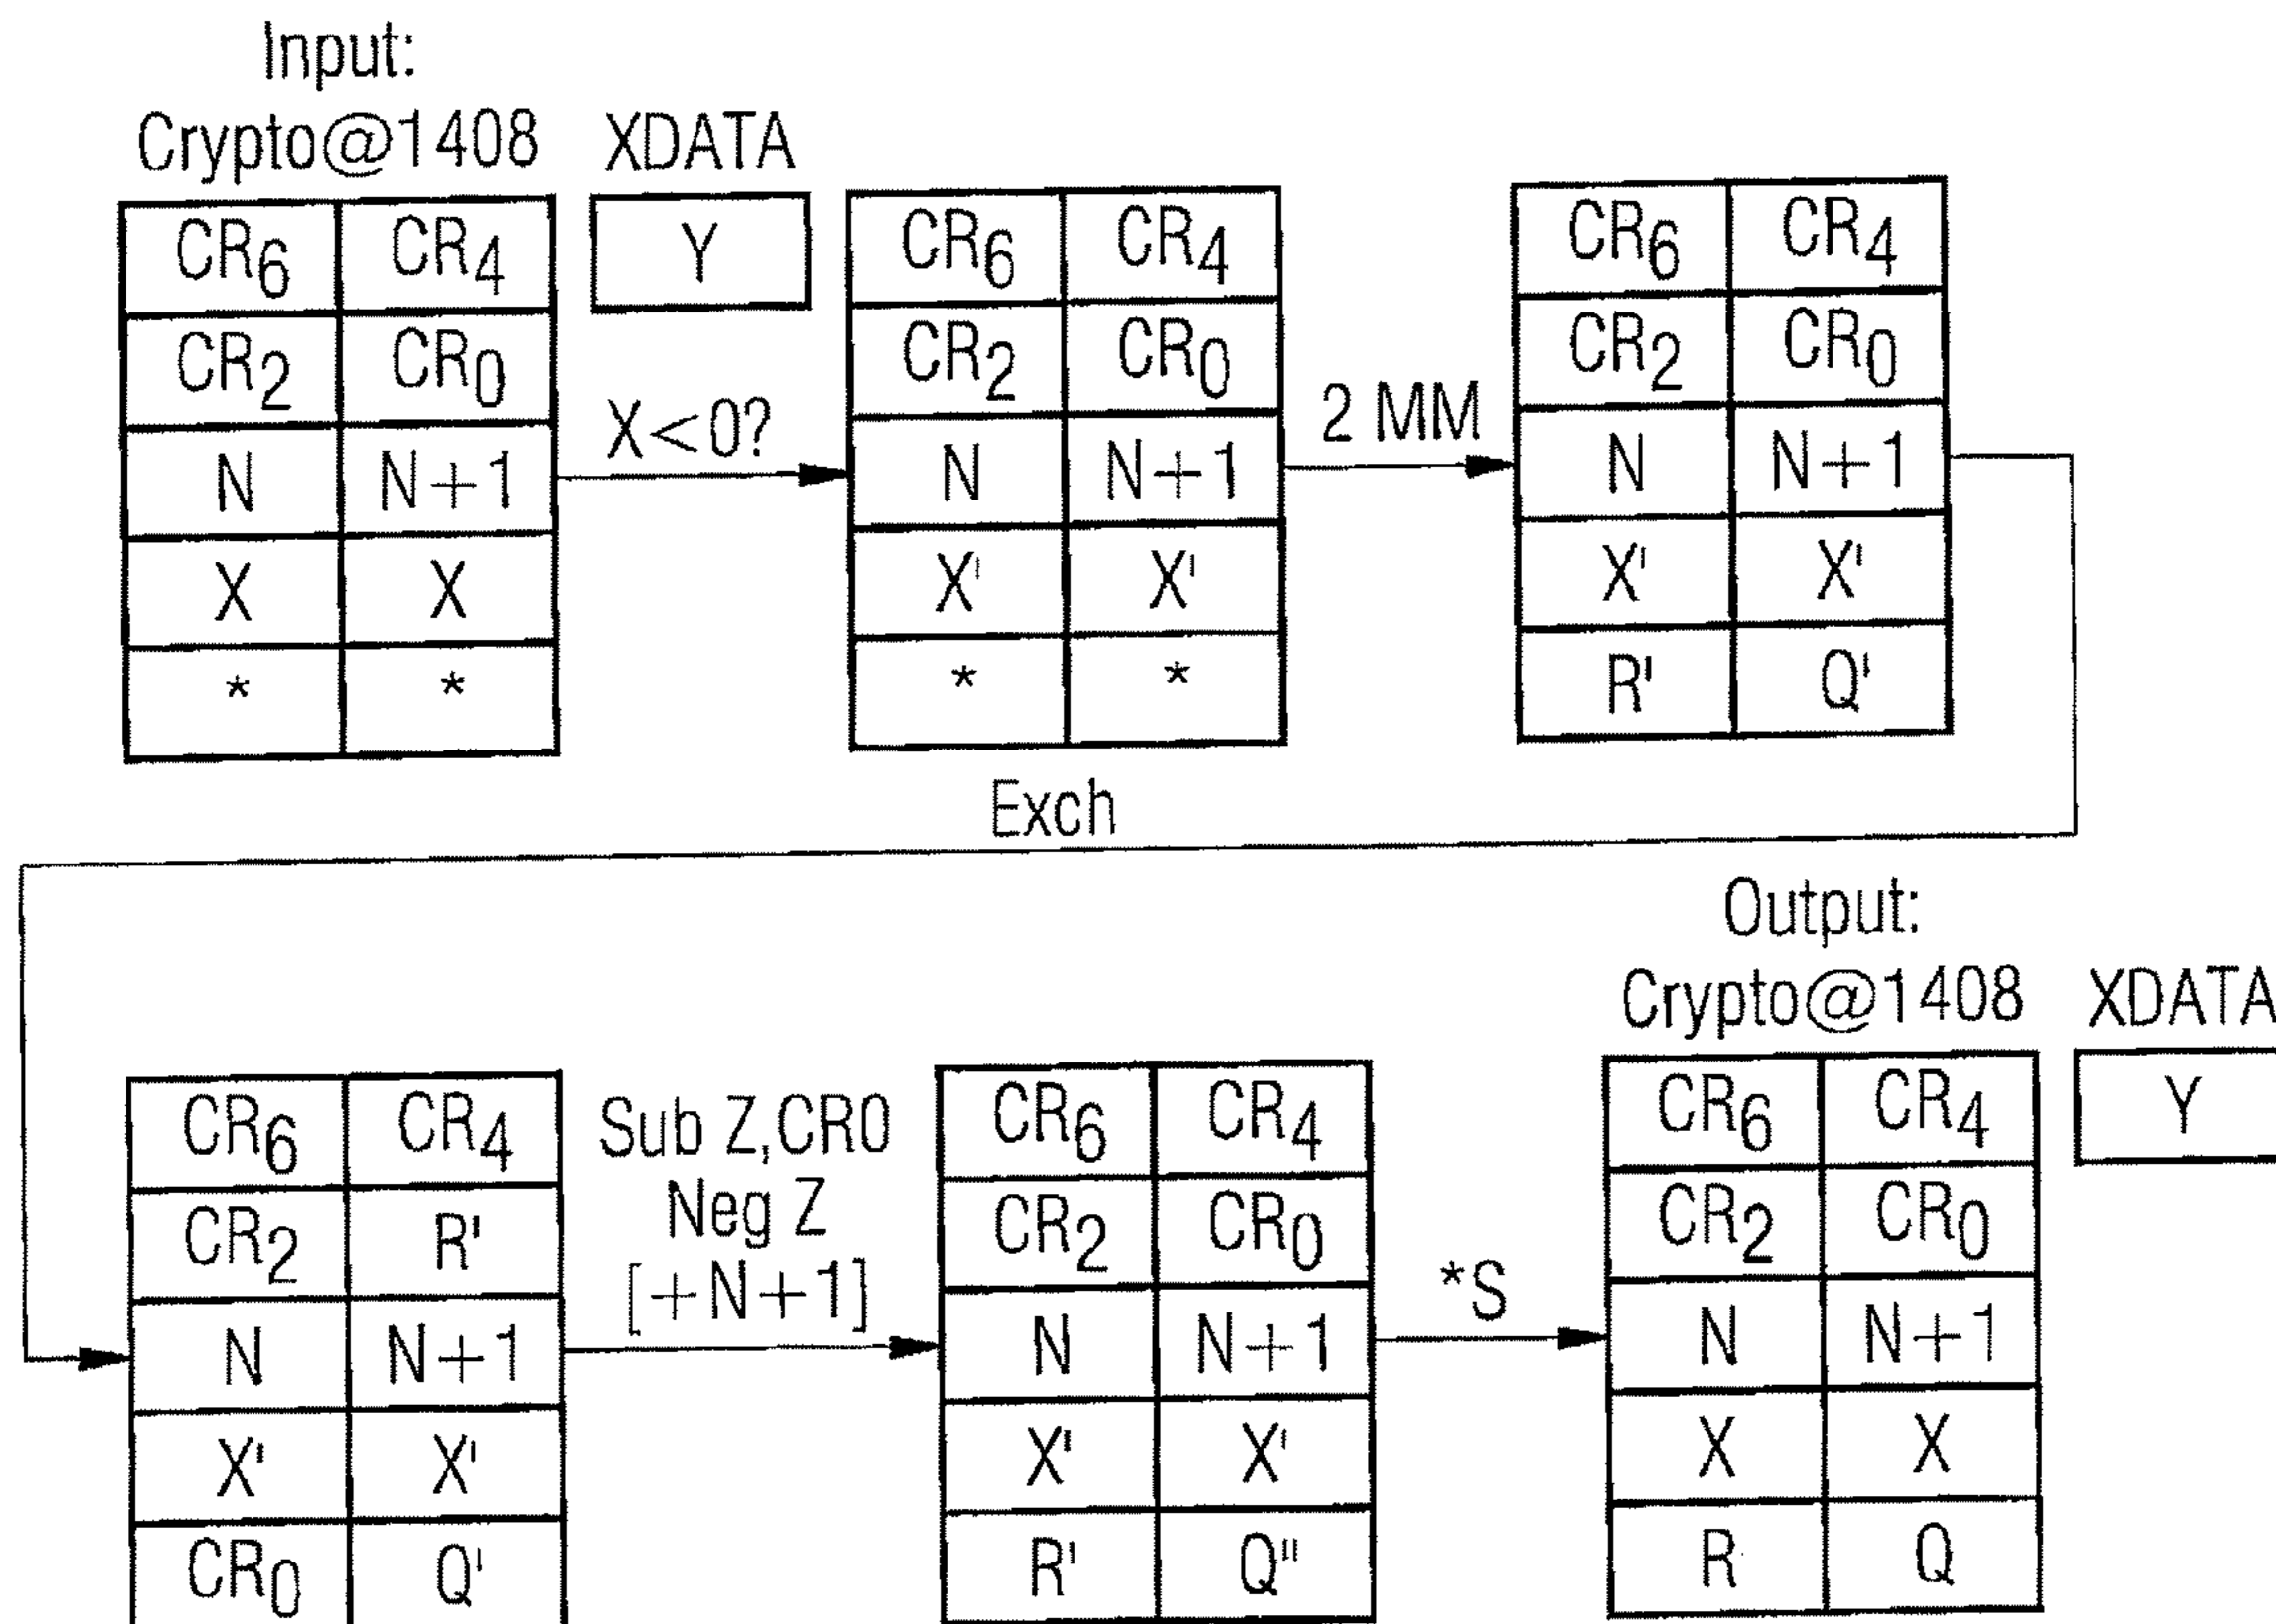 Input:
Crypto@1408 XDATA
CR6 CR4
CR2 CR0
N N+1
X X
* *
Y
X<0?
CR6 CR4
CR2 CR0
N N+1
X' X'
* *
2 MM
CR6 CR4
CR2 CR0
N N+1
X' X'
R' Q'
Exch
CR6 CR4
CR2 R'
N N+1
X' X'
CR0 Q'
Sub Z,CR0
Neg Z
[+N+1]
CR6 CR4
CR2 CR0
N N+1
X' X'
R' Q"
*S
Output:
Crypto@1408 XDATA
CR6 CR4
CR2 CR0
N N+1
X X
R Q
Y